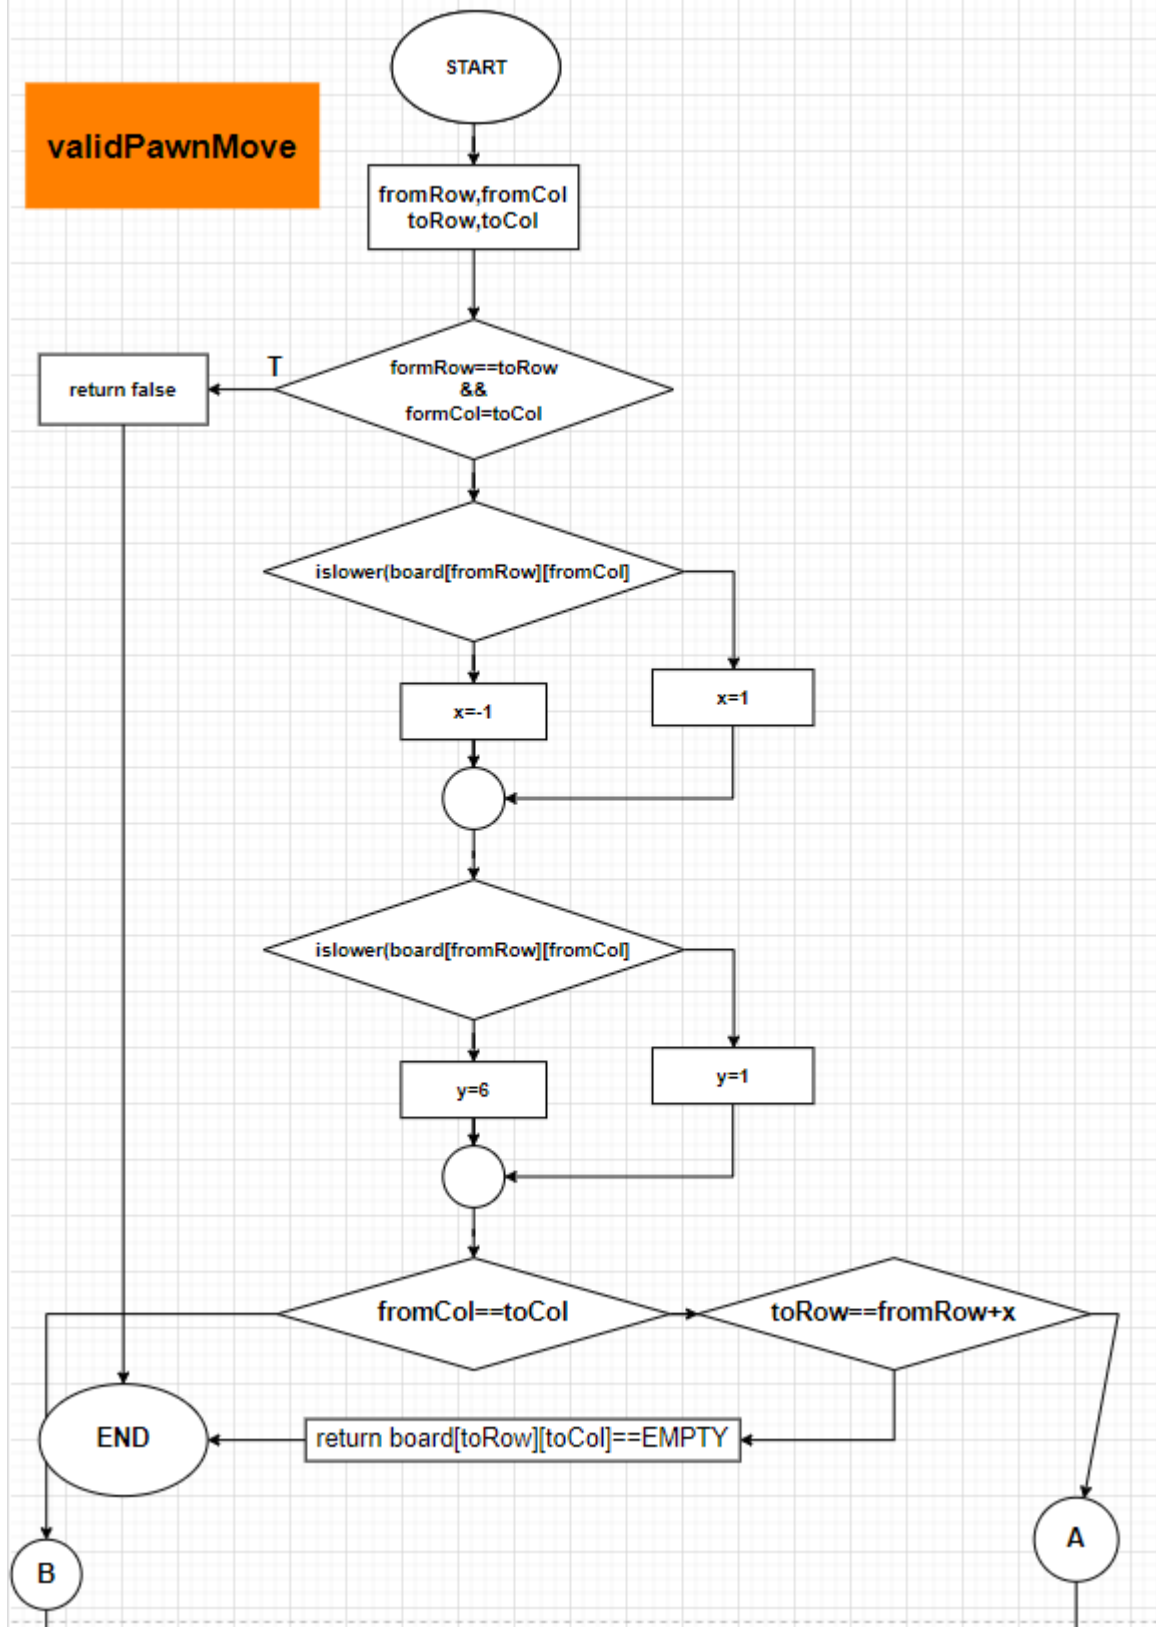 START
validPawnMove
fromRow,fromCol
toRow,toCol
T
formRow==toRow
&&
formCol=toCol
return false
islower(board[fromRow][fromCol]
x=-1
x=1
islower(board[fromRow][fromCol]
y=6
y=1
fromCol==toCol
toRow==fromRow+x
END
return board[toRow][toCol]==EMPTY
A
B